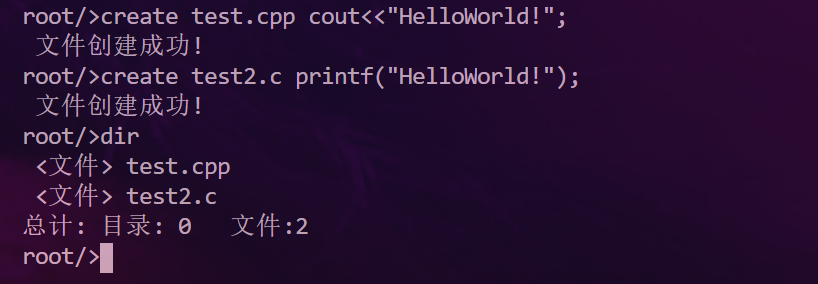 root/>create test.cpp cout<<"HelloWorld!";
文件创建成功!
root/>create test2.c printf("HelloWorld!");
文件创建成功!
root/>dir
<文件> test.cpp
<文件> test2.c
总计: 目录: 0 文件:2
root/>